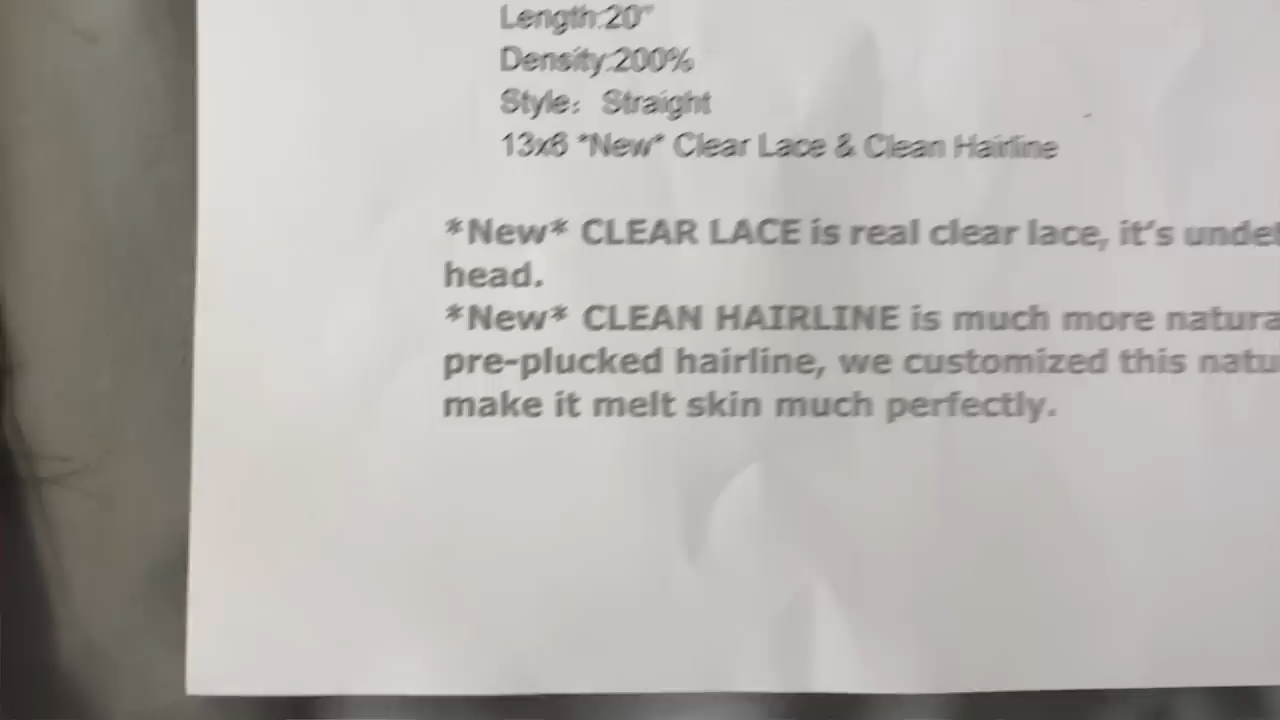 Length:20"
Density:200%
Style: Straight
13x6 *New* Clear Lace & Clean Hairline
*New* CLEAR LACE is real clear lace, it's
head.
*New* CLEAN HAIRLINE is much more
pre-plucked hairline, we customized this
make it melt skin much perfectly.